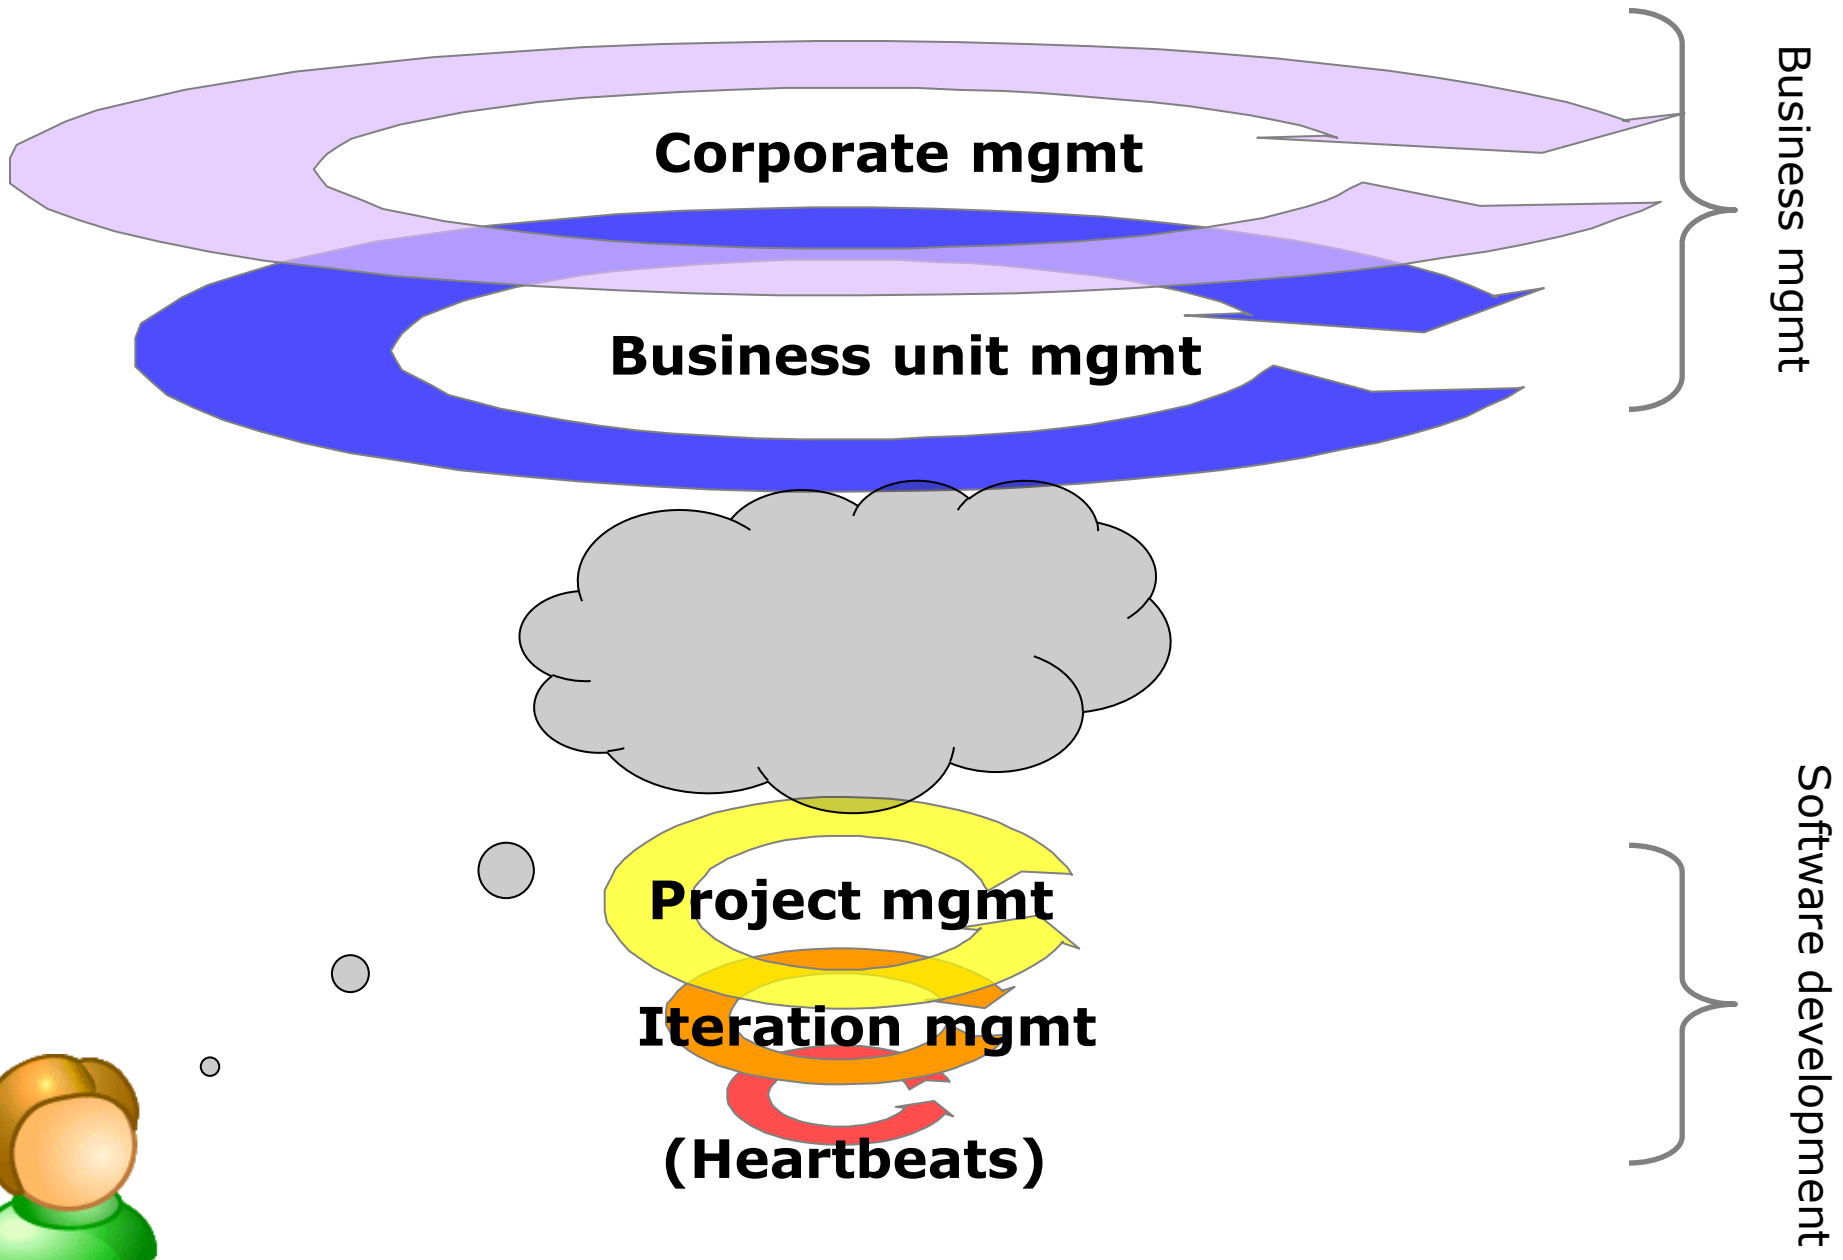 Corporate mgmt
Business unit mgmt
Business mgmt
Project mgmt
Iteration mgmt
(Heartbeats)
Software development